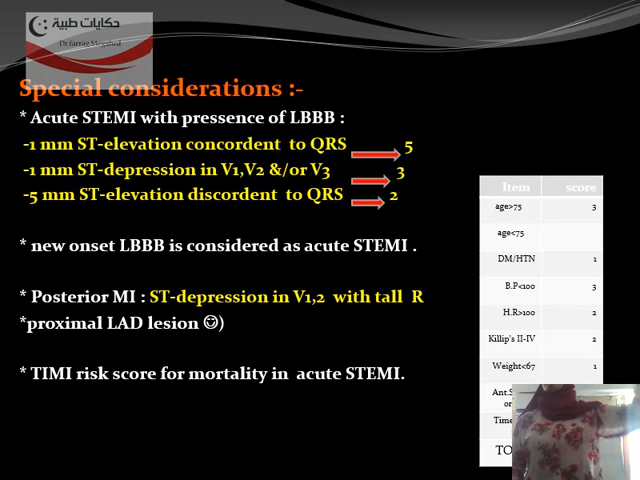 حكايات طبية
Dr farrag Megahed
Special considerations :-
* Acute STEMI with pressence of LBBB :
-1 mm ST-elevation concordent to QRS 5
-1 mm ST-depression in V1,V2 &/or V3 3
-5 mm ST-elevation discordent to QRS 2
* new onset LBBB is considered as acute STEMI .
* Posterior MI : ST-depression in V1,2 with tall R
*proximal LAD lesion ☺)
* TIMI risk score for mortality in acute STEMI.
Item score
age>75 3
age<75
DM/HTN 1
B.P<100 3
H.R>100 2
Killip's II-IV 2
Weight<67 1